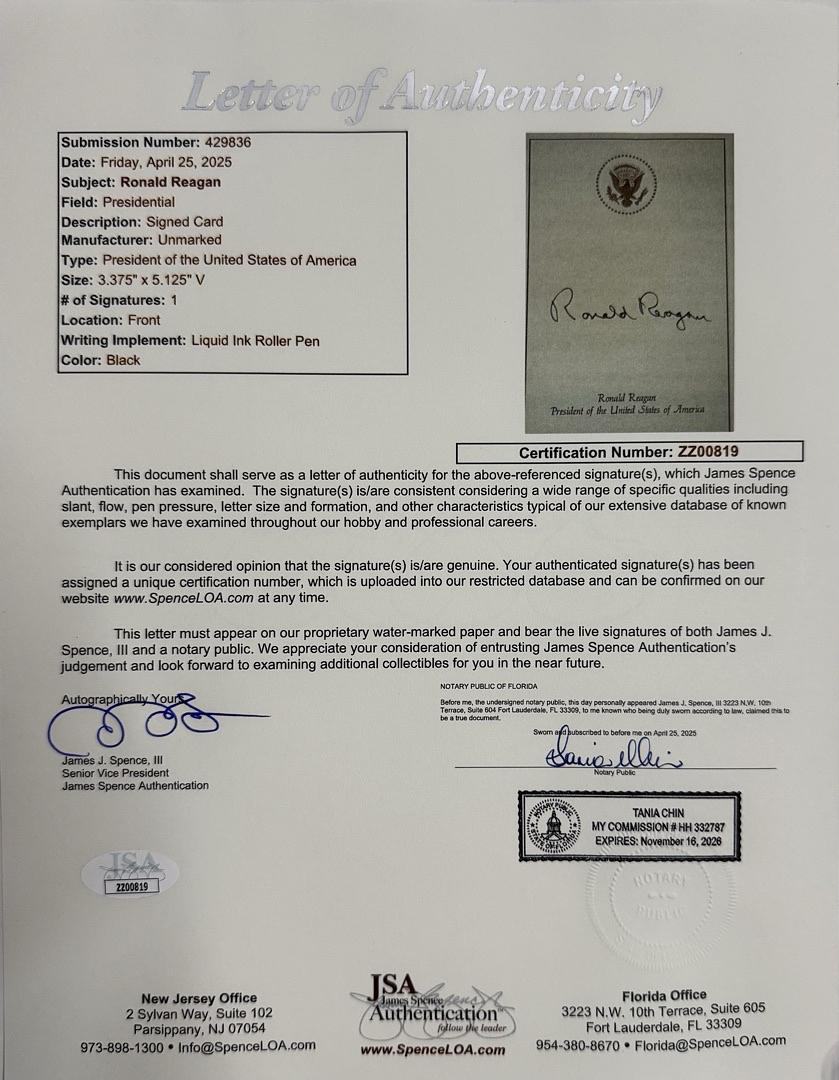 Letter of Authenticity
Submission Number: 429836
Date: Friday, April 25, 2025
Subject: Ronald Reagan
Field: Presidential
Description: Signed Card
Manufacturer: Unmarked
Type: President of the United States of America
Size: 3.375" x 5.125" V
# of Signatures: 1
Location: Front
Writing Implement: Liquid Ink Roller Pen
Color: Black
Ronald Reagan
Ronald Reagan
President of the United States of America
Certification Number: ZZ00819
This document shall serve as a letter of authenticity for the above-referenced signature(s), which James Spence
Authentication has examined. The signature(s) is/are consistent considering a wide range of specific qualities including
slant, flow, pen pressure, letter size and formation, and other characteristics typical of our extensive database of known
exemplars we have examined throughout our hobby and professional careers.
It is our considered opinion that the signature(s) is/are genuine. Your authenticated signature(s) has been
assigned a unique certification number, which is uploaded into our restricted database and can be confirmed on our
website www.SpenceLOA.com at any time.
This letter must appear on our proprietary water-marked paper and bear the live signatures of both James J.
Spence, III and a notary public. We appreciate your consideration of entrusting James Spence Authentication's
judgement and look forward to examining additional collectibles for you in the near future.
Autographically Yours,
James J. Spence, III
Senior Vice President
James Spence Authentication
NOTARY PUBLIC OF FLORIDA
Before me, the undersigned notary public, this day personally appeared James J. Spence, III 3223 N.W. 10th
Terrace, Suite 604 Fort Lauderdale, FL 33309, to me known who being duly sworn according to law, claimed this to
be a true document.
Sworn and subscribed to before me on April 25, 2025
Notary Public
TANIA CHIN
MY COMMISSION # HH 332787
EXPIRES: November 16, 2026
NOTARY
PUBLIC
JSA
ZZ00819
New Jersey Office
2 Sylvan Way, Suite 102
Parsippany, NJ 07054
973-898-1300 • Info@SpenceLOA.com
JSA
James Spence
Authentication
follow the leader
www.SpenceLOA.com
Florida Office
3223 N.W. 10th Terrace, Suite 605
Fort Lauderdale, FL 33309
954-380-8670 • Florida@SpenceLOA.com